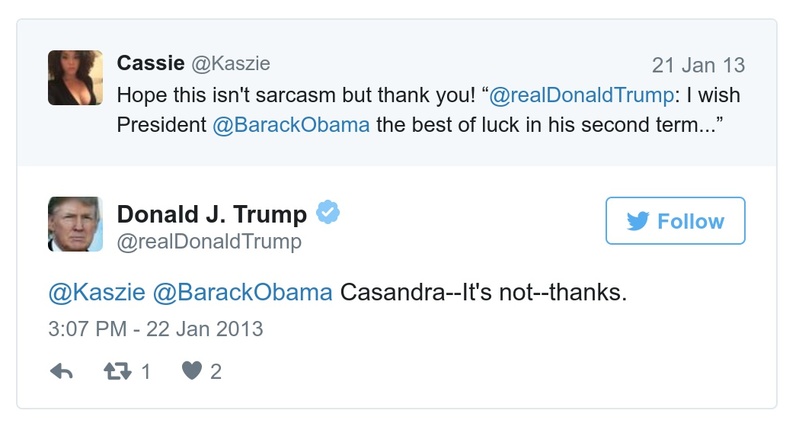 Cassie @Kaszie 21 Jan 13
Hope this isn't sarcasm but thank you! “@realDonaldTrump: I wish
President @BarackObama the best of luck in his second term...”
Donald J. Trump
Follow
@realDonaldTrump
@Kaszie @BarackObama Casandra--It's not--thanks.
3:07 PM - 22 Jan 2013
1 2